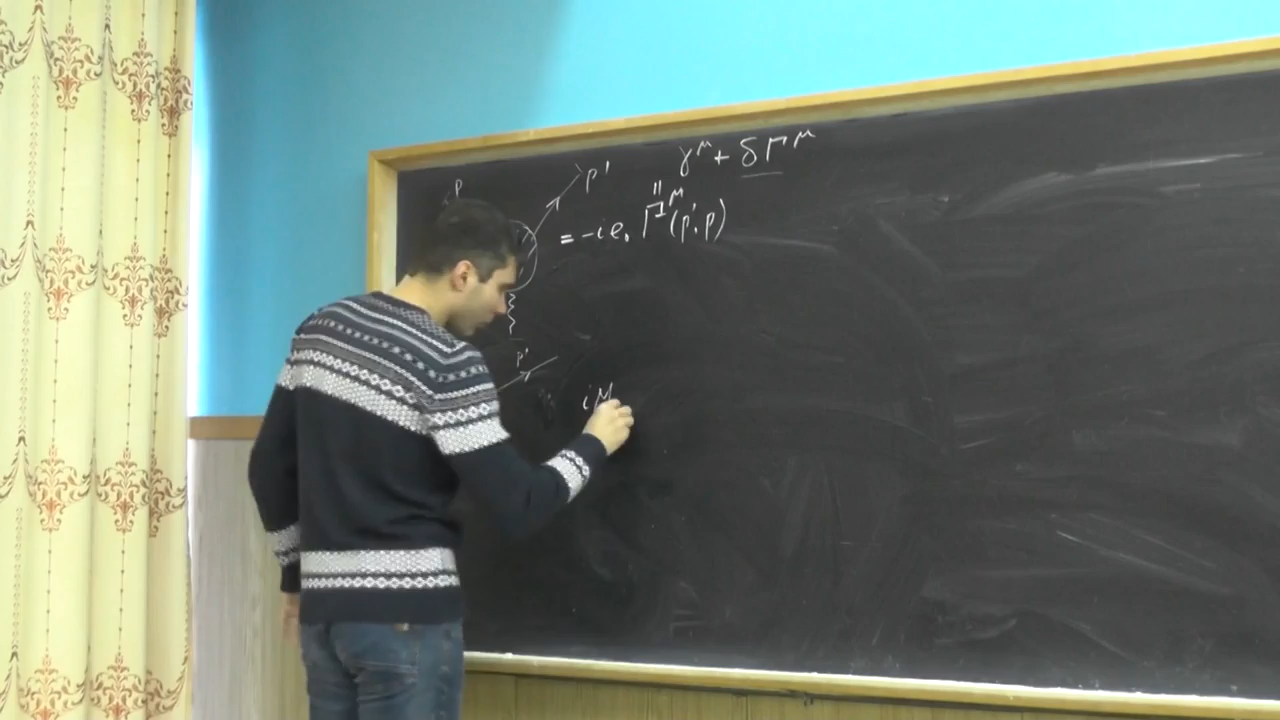 γ^μ + δΓ^μ
p p'
= -ie₀ Γ^μ(p', p)
p'
iM